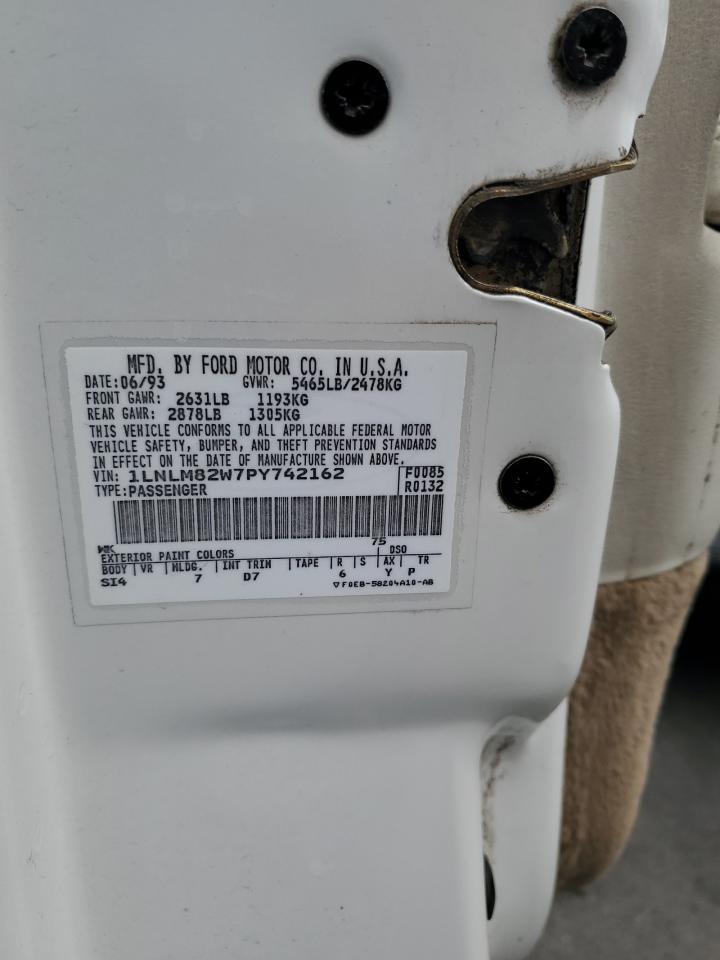 MFD. BY FORD MOTOR CO. IN U.S.A.
DATE: 06/93 GVWR: 5465LB/2478KG
FRONT GAWR: 2631LB 1193KG
REAR GAWR: 2878LB 1305KG
THIS VEHICLE CONFORMS TO ALL APPLICABLE FEDERAL MOTOR
VEHICLE SAFETY, BUMPER, AND THEFT PREVENTION STANDARDS
IN EFFECT ON THE DATE OF MANUFACTURE SHOWN ABOVE.
VIN: 1LNLM82W7PY742162 F0085
TYPE: PASSENGER R0132
WK 75
EXTERIOR PAINT COLORS DSO
BODY VR MLDG. INT TRIM TAPE R S AX TR
SI4 7 D7 6 Y P
▽F0EB-58204A10-AB